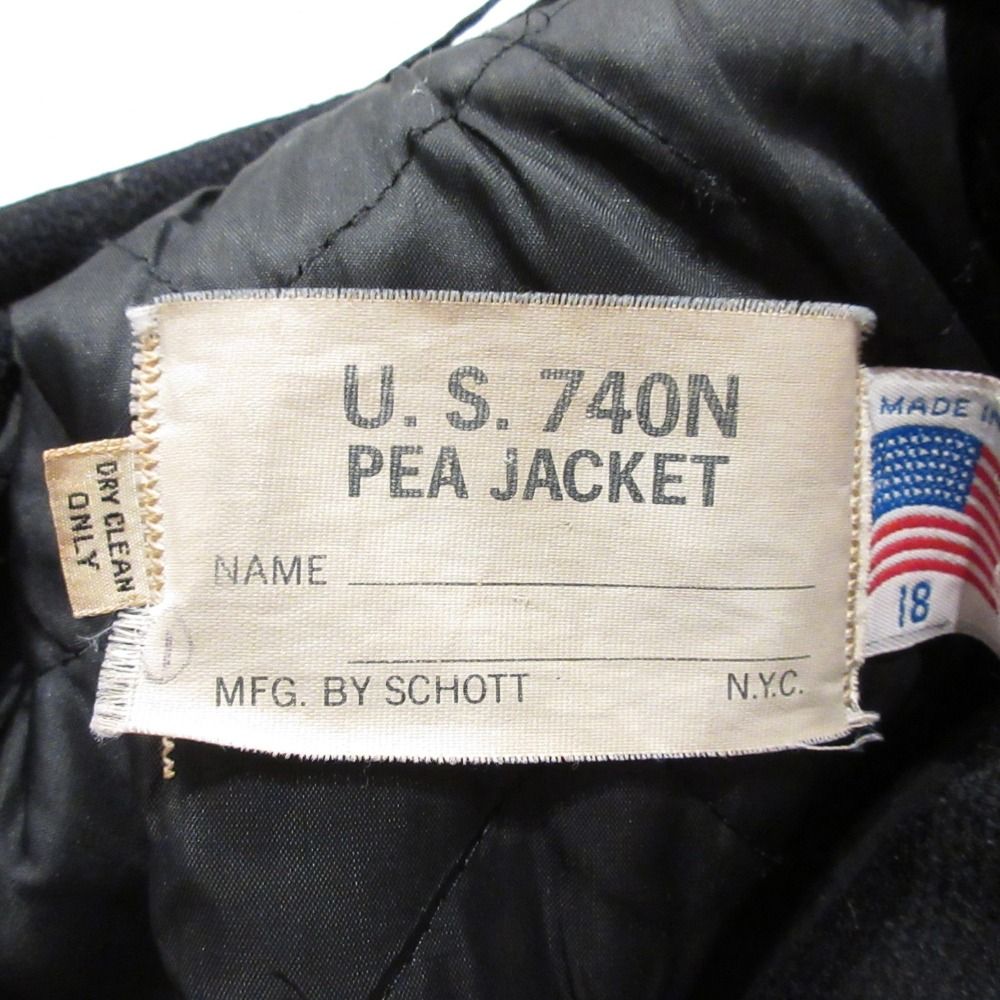 U. S. 740N
PEA JACKET
NAME
MFG. BY SCHOTT N.Y.C.
DRY CLEAN
ONLY
MADE IN
18